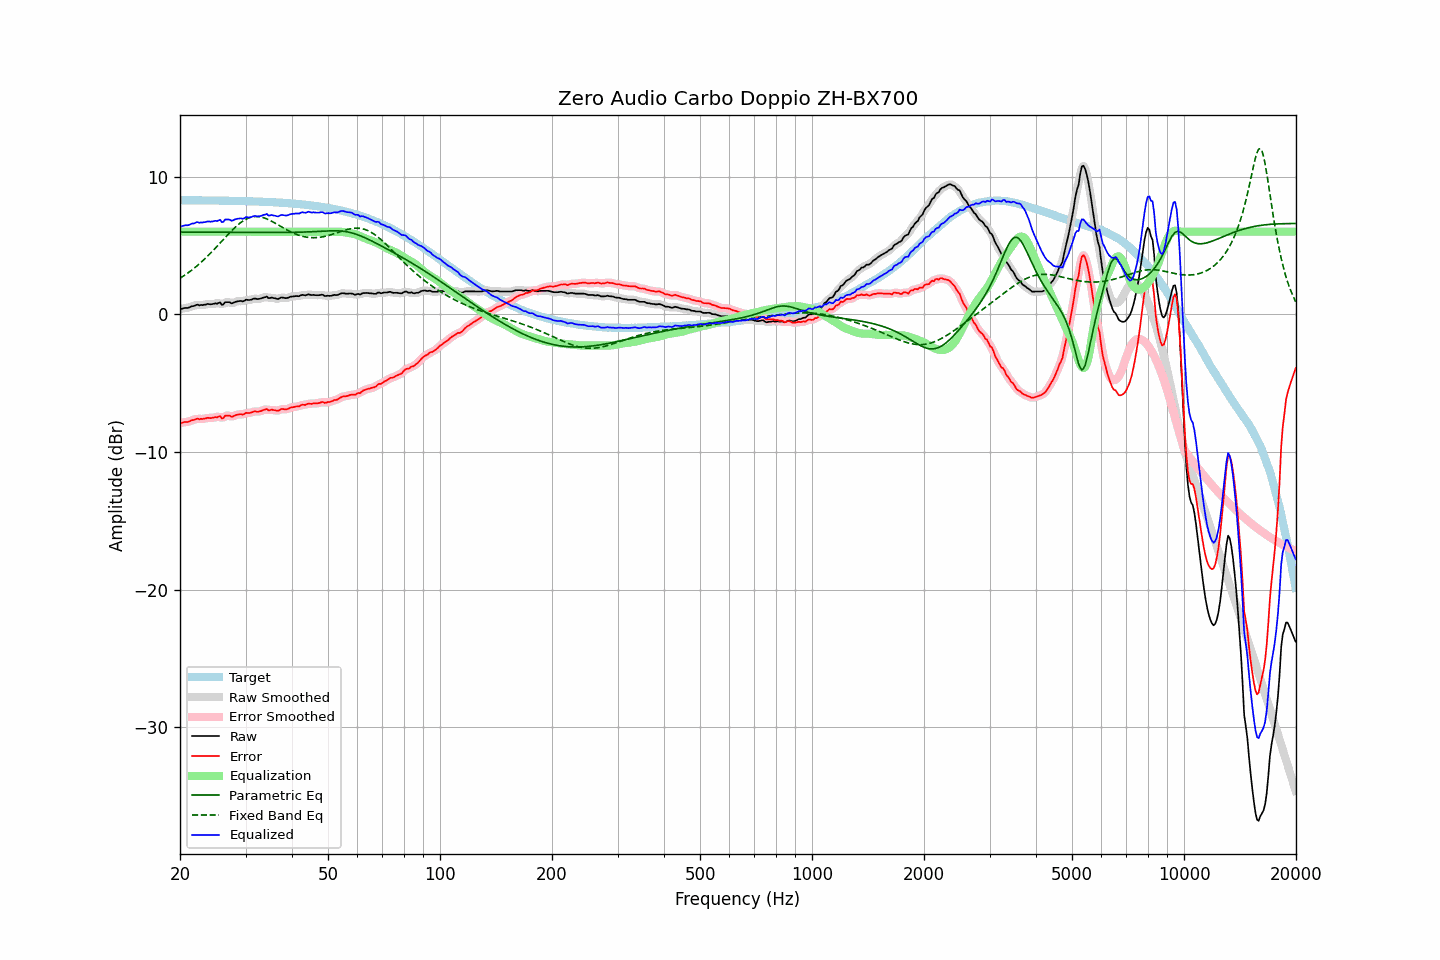 Zero Audio Carbo Doppio ZH-BX700
Amplitude (dBr)
10
0
−10
−20
−30
Target
Raw Smoothed
Error Smoothed
Raw
Error
Equalization
Parametric Eq
Fixed Band Eq
Equalized
20 50 100 200 500 1000 2000 5000 10000 20000
Frequency (Hz)